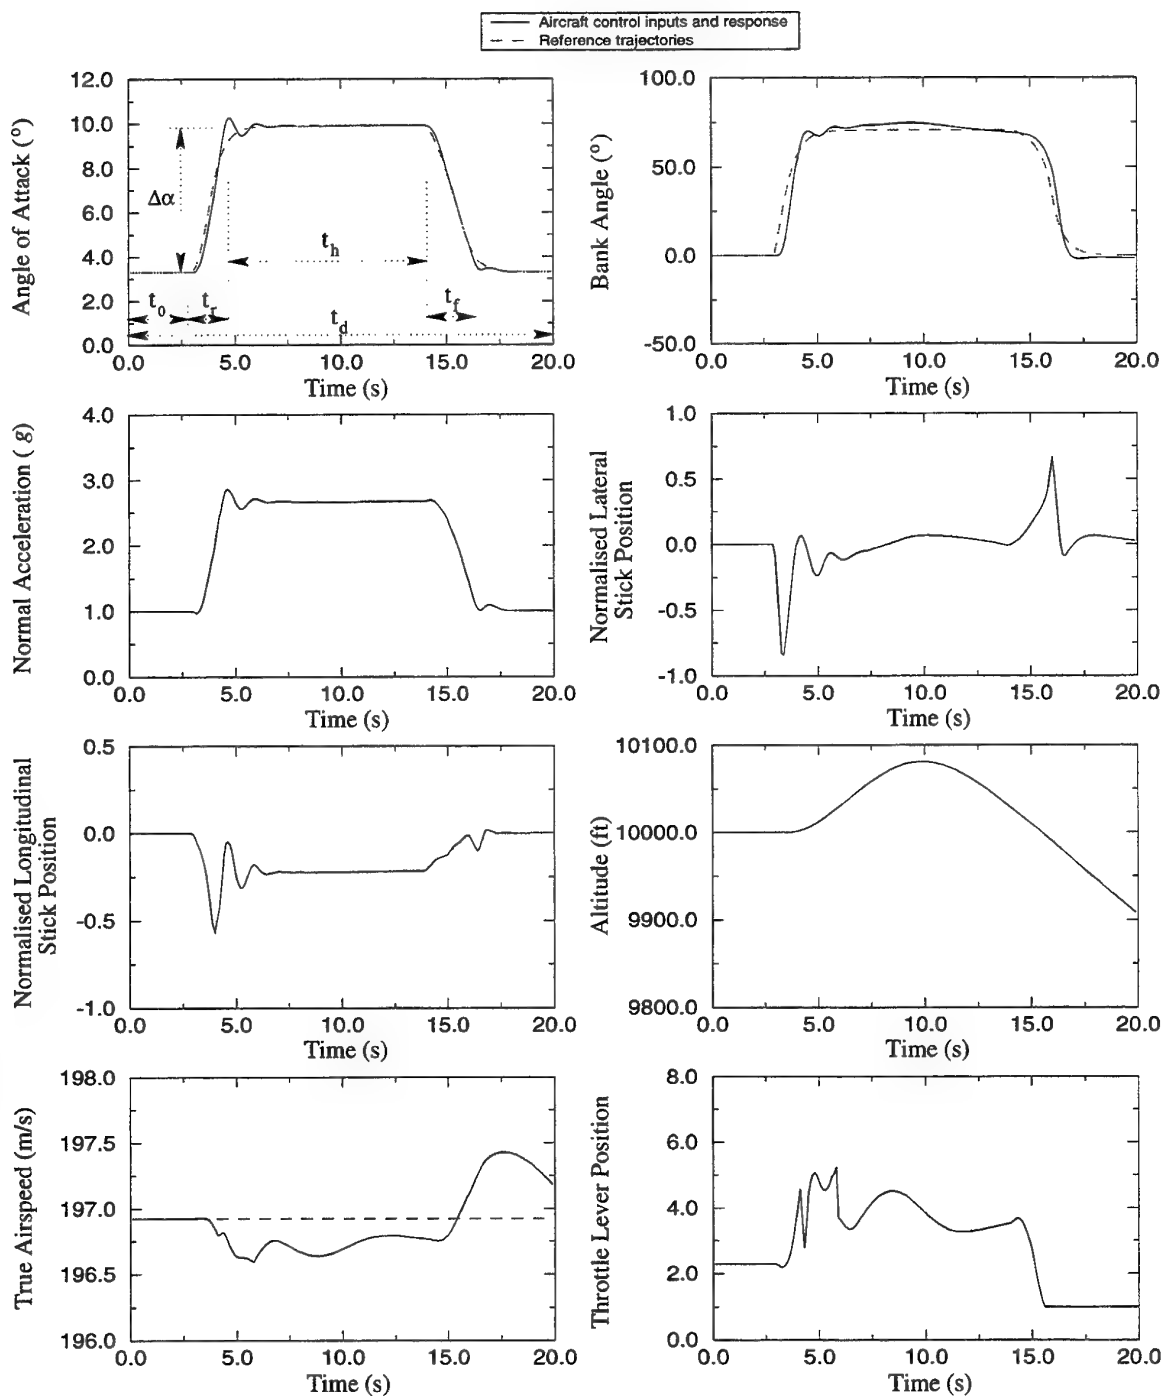 Aircraft control inputs and response
Reference trajectories
12.0
10.0
8.0
6.0
4.0
2.0
0.0
Angle of Attack (°)
Δα
t_h
t_0
t_r
t_f
t_d
0.0 5.0 10.0 15.0 20.0
Time (s)
100.0
50.0
0.0
-50.0
Bank Angle (°)
0.0 5.0 10.0 15.0 20.0
Time (s)
4.0
3.0
2.0
1.0
0.0
Normal Acceleration ( g)
0.0 5.0 10.0 15.0 20.0
Time (s)
1.0
0.5
0.0
-0.5
-1.0
Normalised Lateral
Stick Position
0.0 5.0 10.0 15.0 20.0
Time (s)
0.5
0.0
-0.5
-1.0
Normalised Longitudinal
Stick Position
0.0 5.0 10.0 15.0 20.0
Time (s)
10100.0
10000.0
9900.0
9800.0
Altitude (ft)
0.0 5.0 10.0 15.0 20.0
Time (s)
198.0
197.5
197.0
196.5
196.0
True Airspeed (m/s)
0.0 5.0 10.0 15.0 20.0
Time (s)
8.0
6.0
4.0
2.0
0.0
Throttle Lever Position
0.0 5.0 10.0 15.0 20.0
Time (s)